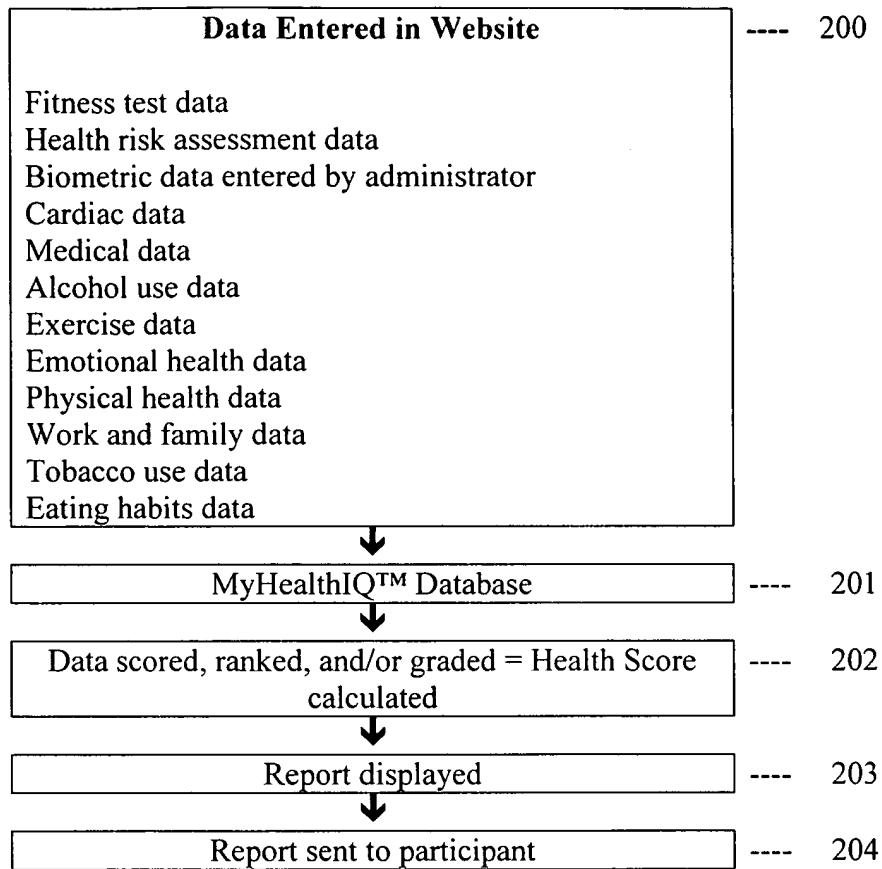 Data Entered in Website ---- 200
Fitness test data
Health risk assessment data
Biometric data entered by administrator
Cardiac data
Medical data
Alcohol use data
Exercise data
Emotional health data
Physical health data
Work and family data
Tobacco use data
Eating habits data
MyHealthIQ™ Database ---- 201
Data scored, ranked, and/or graded = Health Score ---- 202
calculated
Report displayed ---- 203
Report sent to participant ---- 204